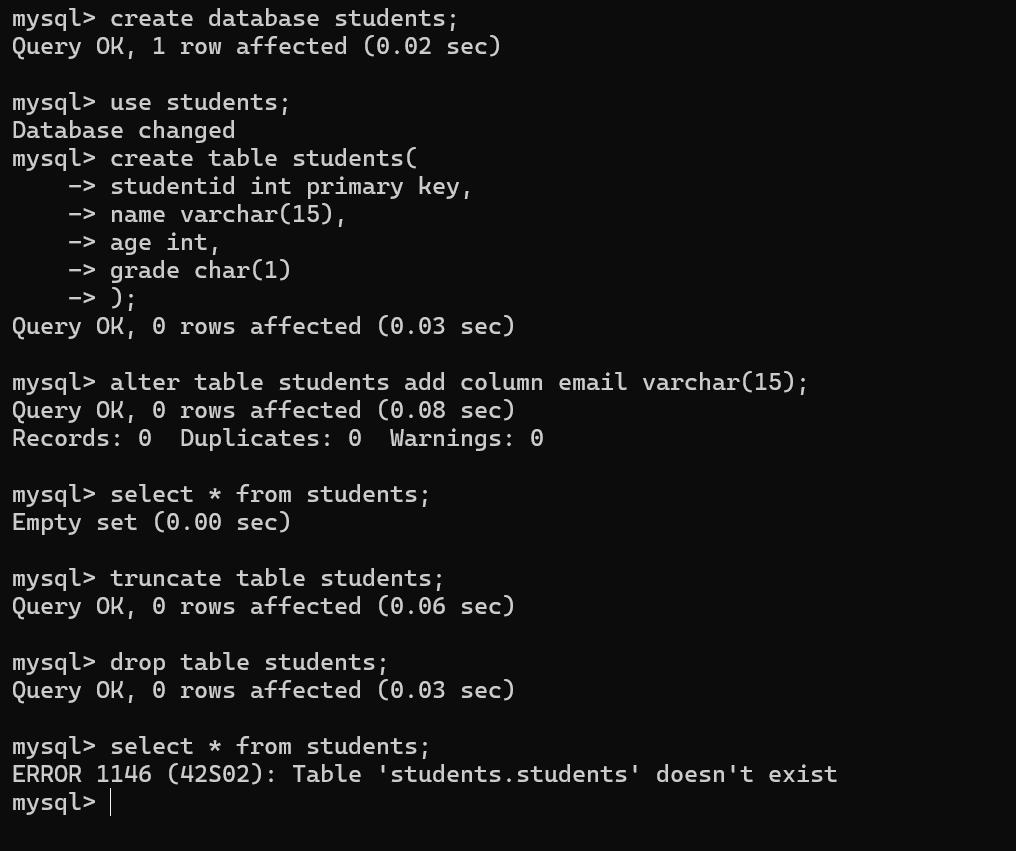 mysql> create database students;
Query OK, 1 row affected (0.02 sec)

mysql> use students;
Database changed
mysql> create table students(
    -> studentid int primary key,
    -> name varchar(15),
    -> age int,
    -> grade char(1)
    -> );
Query OK, 0 rows affected (0.03 sec)

mysql> alter table students add column email varchar(15);
Query OK, 0 rows affected (0.08 sec)
Records: 0  Duplicates: 0  Warnings: 0

mysql> select * from students;
Empty set (0.00 sec)

mysql> truncate table students;
Query OK, 0 rows affected (0.06 sec)

mysql> drop table students;
Query OK, 0 rows affected (0.03 sec)

mysql> select * from students;
ERROR 1146 (42S02): Table 'students.students' doesn't exist
mysql>